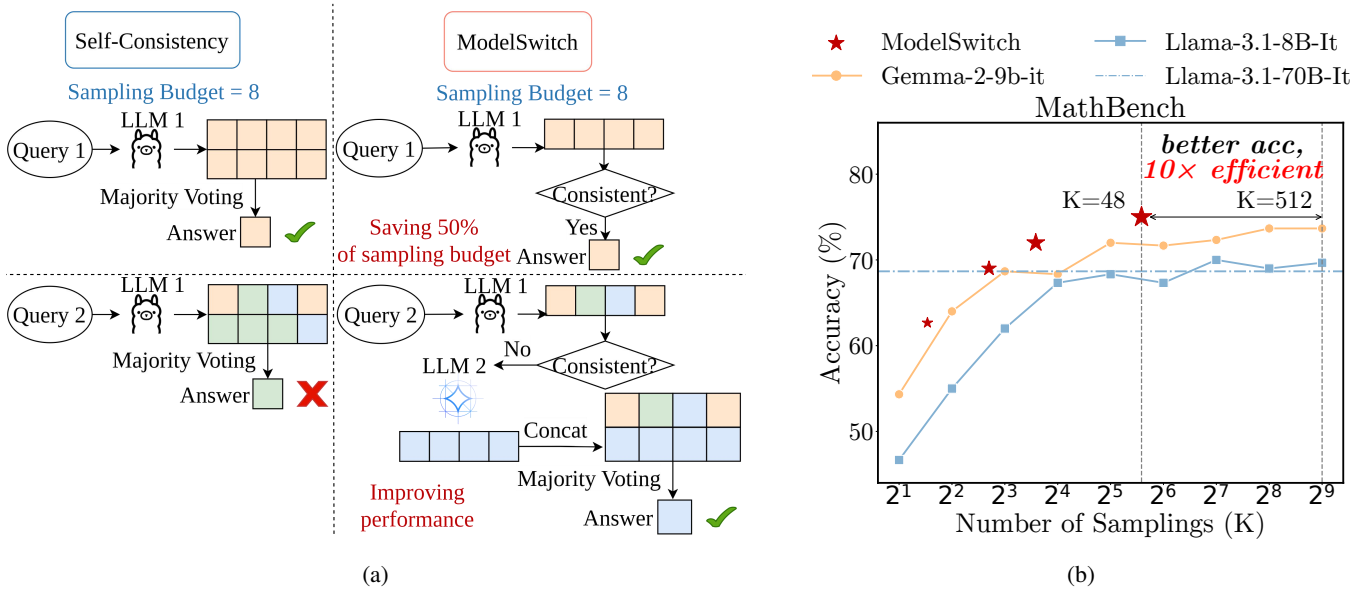 Self-Consistency
Sampling Budget = 8
Query 1
LLM 1
Majority Voting
Answer
ModelSwitch
Sampling Budget = 8
Query 1
LLM 1
Consistent?
Yes
Saving 50%
of sampling budget
Answer
Query 2
LLM 1
Majority Voting
Answer
Query 2
LLM 1
Consistent?
No
LLM 2
Concat
Majority Voting
Improving
performance
Answer
(a)
ModelSwitch
Gemma-2-9b-it
Llama-3.1-8B-It
Llama-3.1-70B-It
MathBench
better acc,
10× efficient
K=48
K=512
Accuracy (%)
80
70
60
50
2¹ 2² 2³ 2⁴ 2⁵ 2⁶ 2⁷ 2⁸ 2⁹
Number of Samplings (K)
(b)